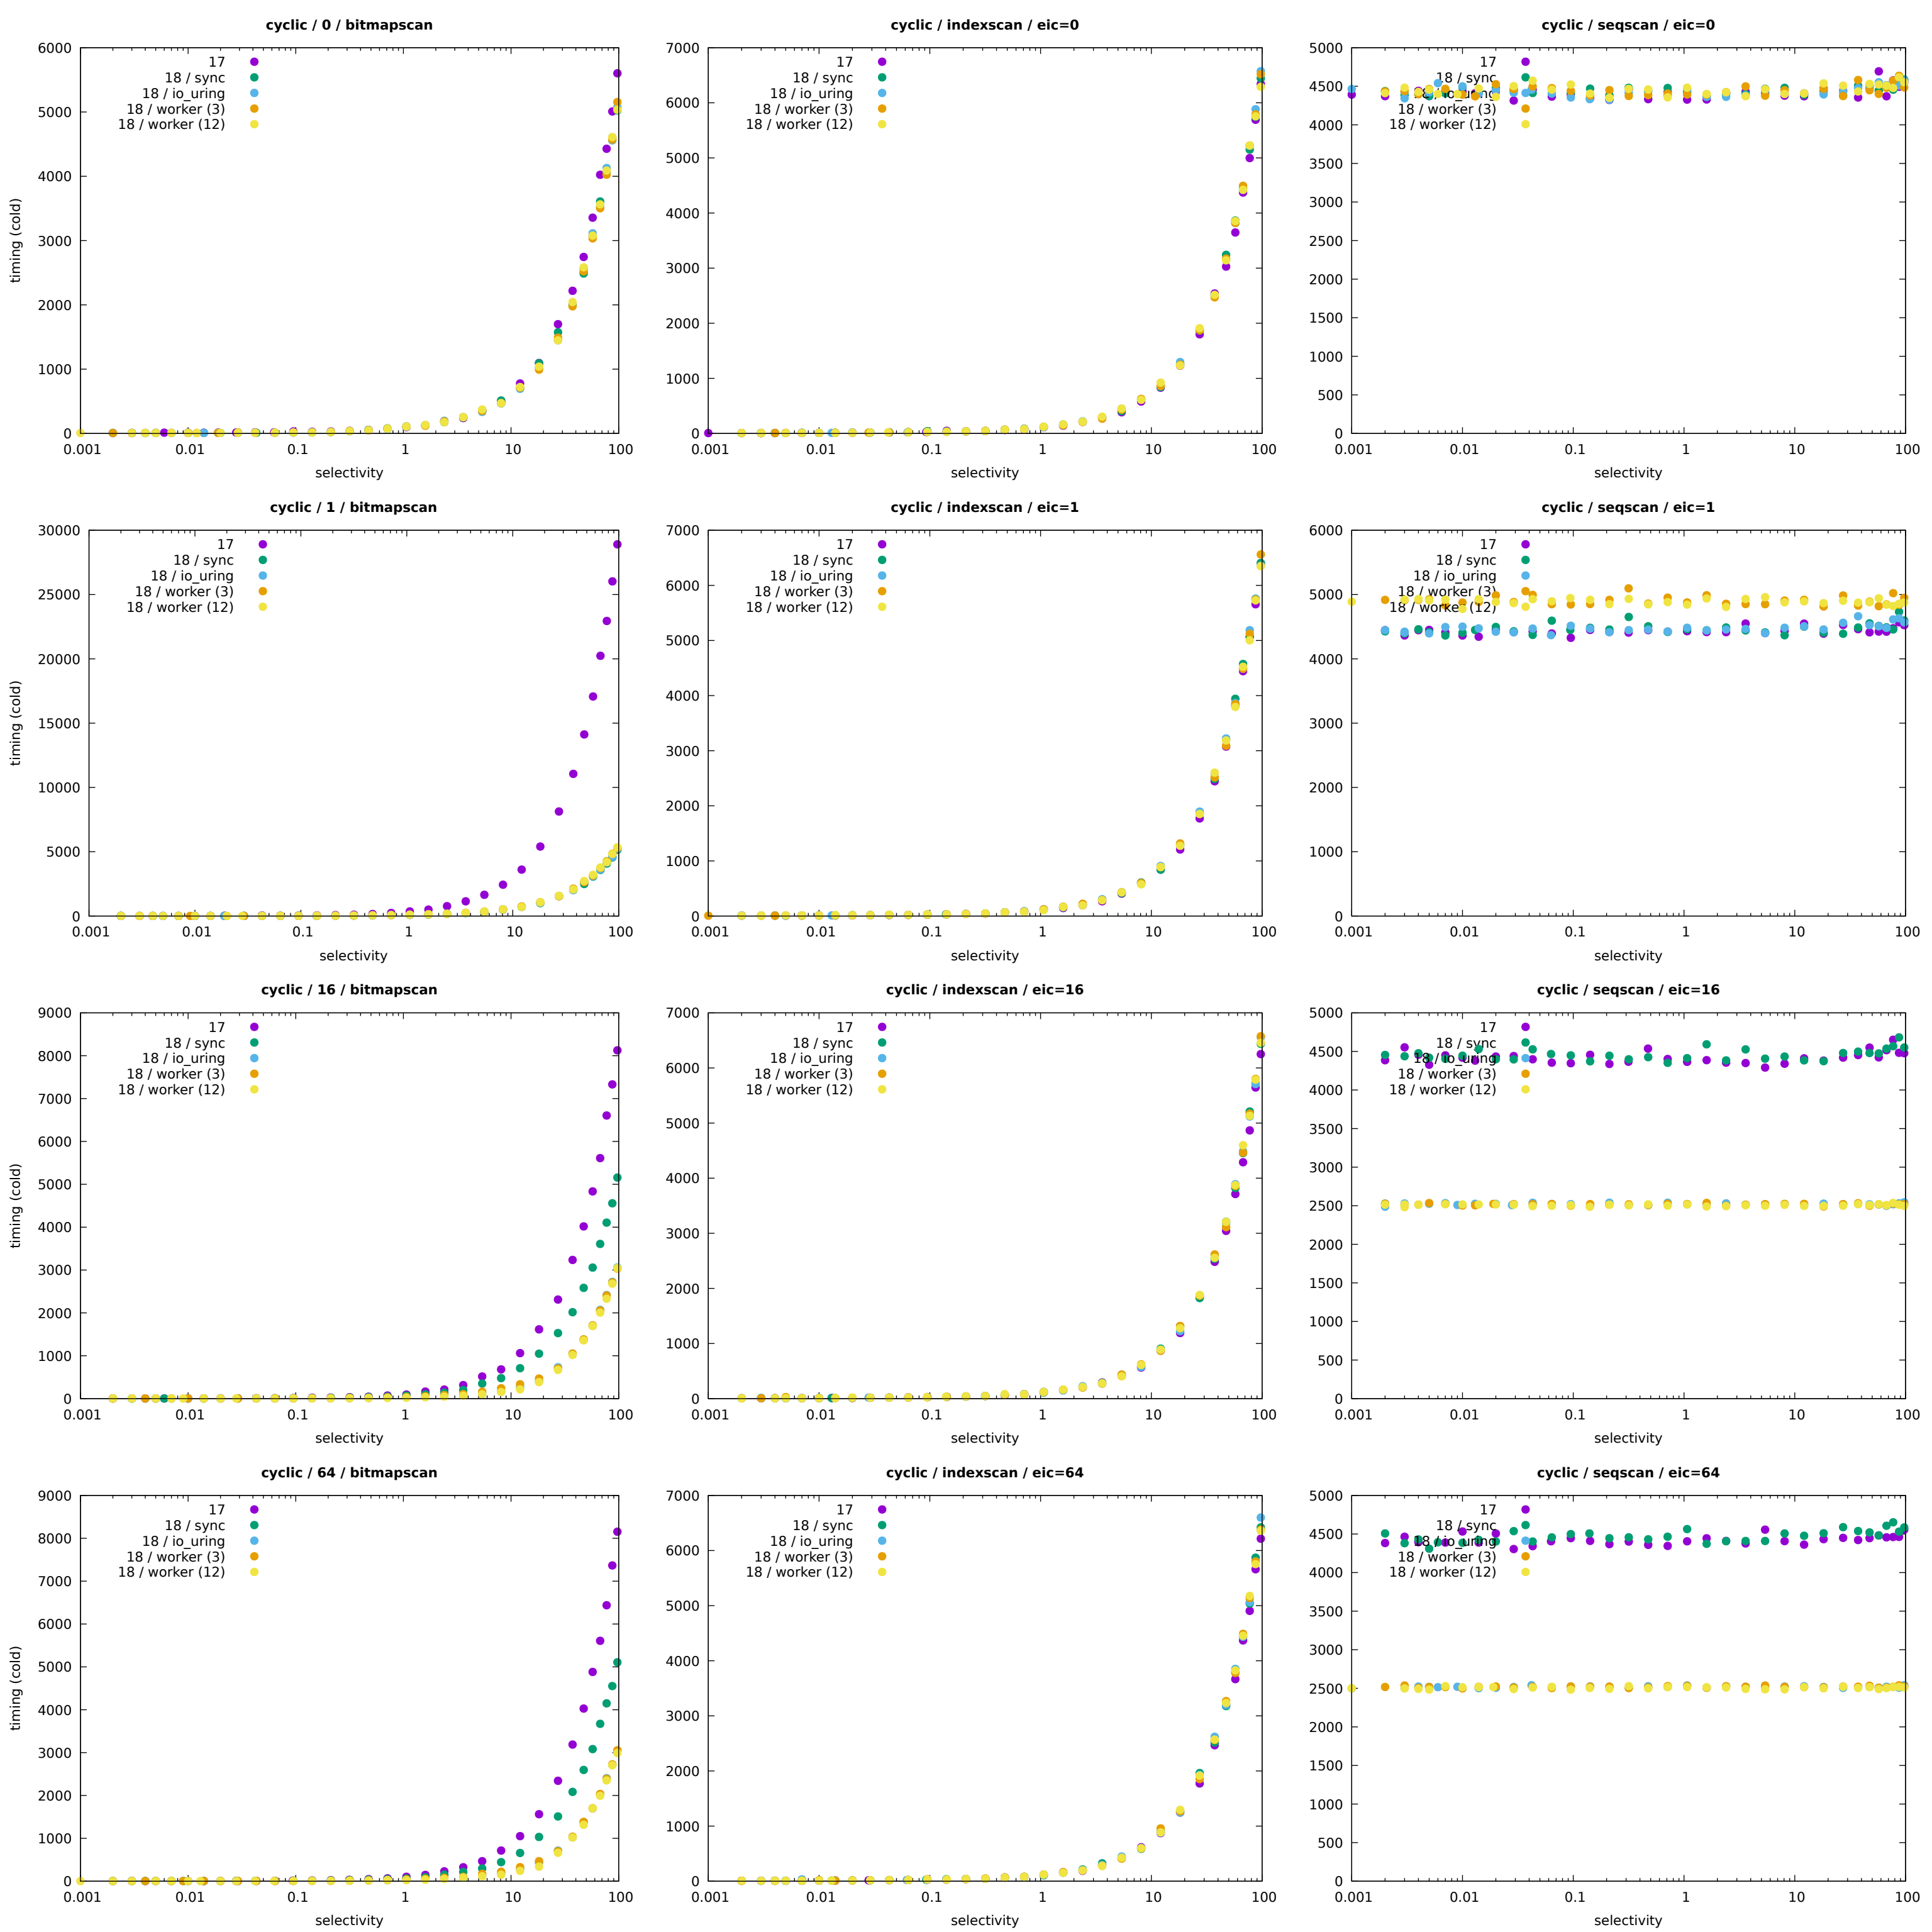 cyclic / 0 / bitmapscan
timing (cold)
6000
5000
4000
3000
2000
1000
0
17
18 / sync
18 / io_uring
18 / worker (3)
18 / worker (12)
0.001 0.01 0.1 1 10 100
selectivity
cyclic / indexscan / eic=0
7000
6000
5000
4000
3000
2000
1000
0
17
18 / sync
18 / io_uring
18 / worker (3)
18 / worker (12)
0.001 0.01 0.1 1 10 100
selectivity
cyclic / seqscan / eic=0
5000
4500
4000
3500
3000
2500
2000
1500
1000
500
0
17
18 / sync
18 / io_uring
18 / worker (3)
18 / worker (12)
0.001 0.01 0.1 1 10 100
selectivity
cyclic / 1 / bitmapscan
timing (cold)
30000
25000
20000
15000
10000
5000
0
17
18 / sync
18 / io_uring
18 / worker (3)
18 / worker (12)
0.001 0.01 0.1 1 10 100
selectivity
cyclic / indexscan / eic=1
7000
6000
5000
4000
3000
2000
1000
0
17
18 / sync
18 / io_uring
18 / worker (3)
18 / worker (12)
0.001 0.01 0.1 1 10 100
selectivity
cyclic / seqscan / eic=1
6000
5000
4000
3000
2000
1000
0
17
18 / sync
18 / io_uring
18 / worker (3)
18 / worker (12)
0.001 0.01 0.1 1 10 100
selectivity
cyclic / 16 / bitmapscan
timing (cold)
9000
8000
7000
6000
5000
4000
3000
2000
1000
0
17
18 / sync
18 / io_uring
18 / worker (3)
18 / worker (12)
0.001 0.01 0.1 1 10 100
selectivity
cyclic / indexscan / eic=16
7000
6000
5000
4000
3000
2000
1000
0
17
18 / sync
18 / io_uring
18 / worker (3)
18 / worker (12)
0.001 0.01 0.1 1 10 100
selectivity
cyclic / seqscan / eic=16
5000
4500
4000
3500
3000
2500
2000
1500
1000
500
0
17
18 / sync
18 / io_uring
18 / worker (3)
18 / worker (12)
0.001 0.01 0.1 1 10 100
selectivity
cyclic / 64 / bitmapscan
timing (cold)
9000
8000
7000
6000
5000
4000
3000
2000
1000
0
17
18 / sync
18 / io_uring
18 / worker (3)
18 / worker (12)
0.001 0.01 0.1 1 10 100
selectivity
cyclic / indexscan / eic=64
7000
6000
5000
4000
3000
2000
1000
0
17
18 / sync
18 / io_uring
18 / worker (3)
18 / worker (12)
0.001 0.01 0.1 1 10 100
selectivity
cyclic / seqscan / eic=64
5000
4500
4000
3500
3000
2500
2000
1500
1000
500
0
17
18 / sync
18 / io_uring
18 / worker (3)
18 / worker (12)
0.001 0.01 0.1 1 10 100
selectivity